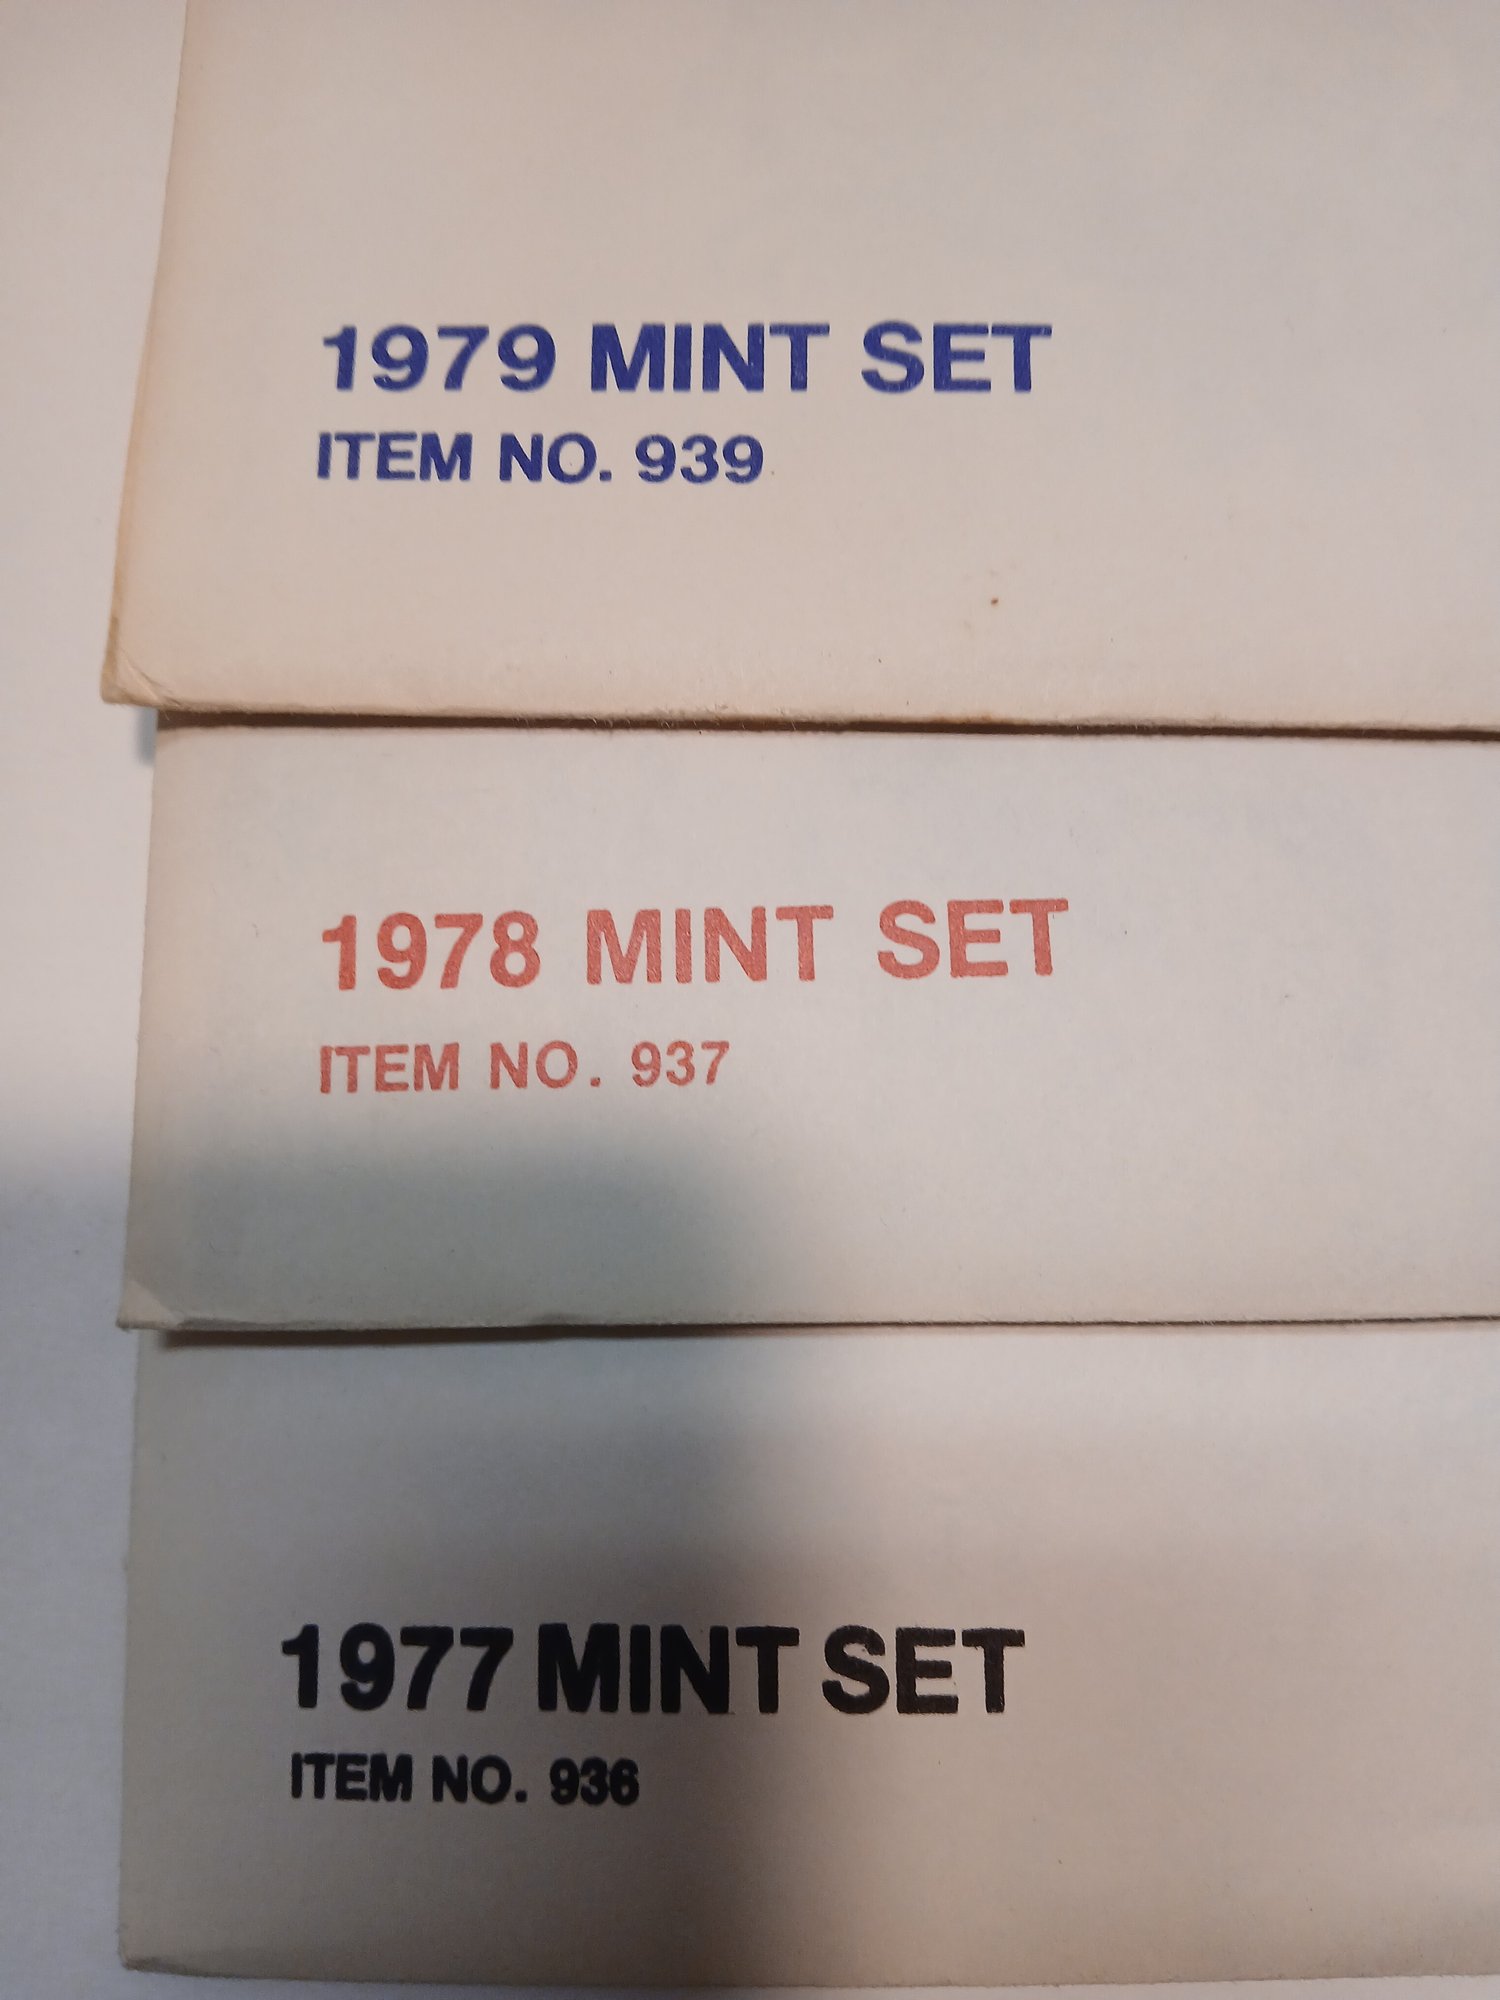 1979 MINT SET
ITEM NO. 939
1978 MINT SET
ITEM NO. 937
1977 MINT SET
ITEM NO. 936